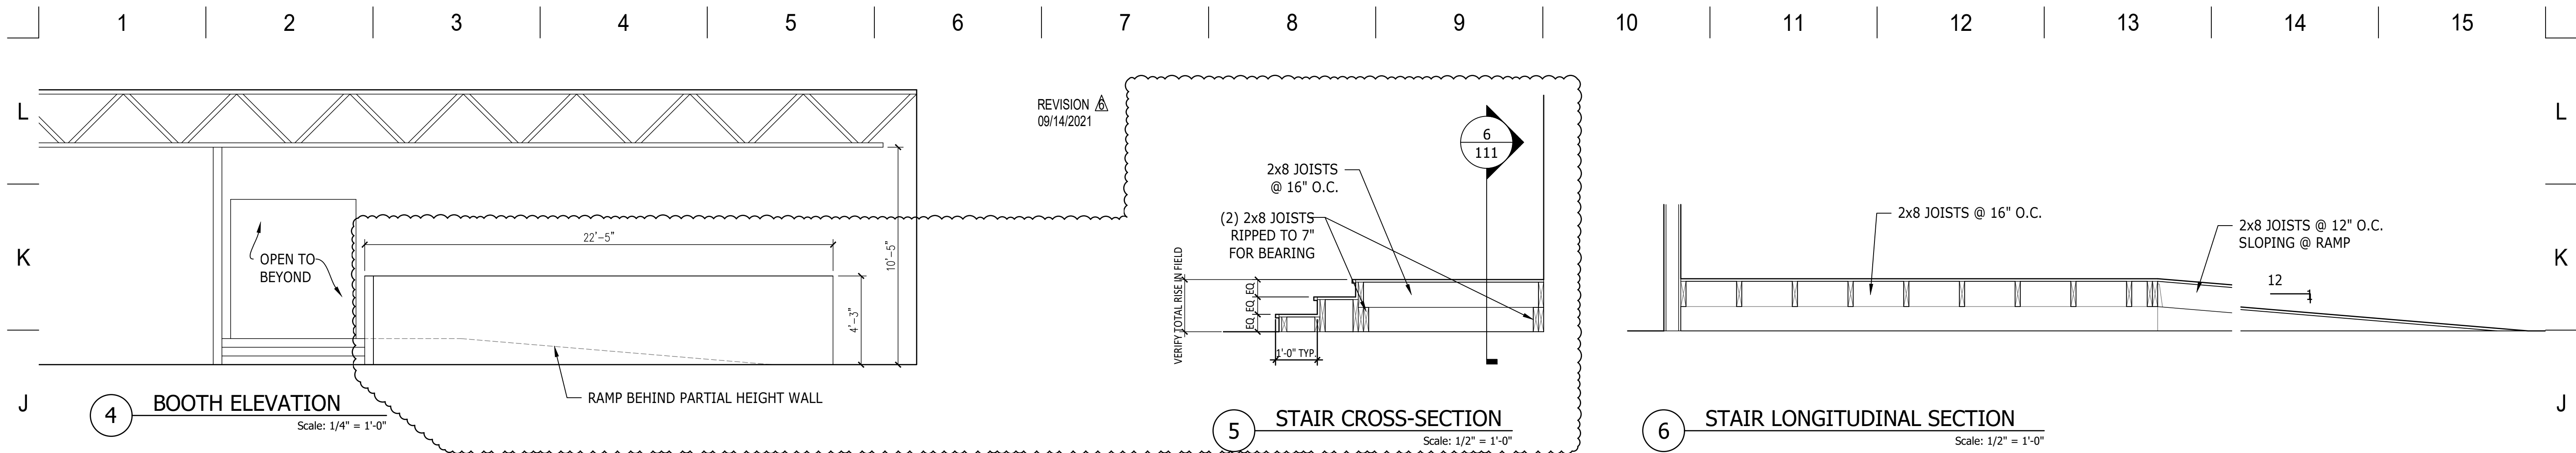 1 2 3 4 5 6 7 8 9 10 11 12 13 14 15
L
L
K
K
J
J
REVISION 6
09/14/2021
OPEN TO
BEYOND
22'-5"
10'-5"
4'-3"
RAMP BEHIND PARTIAL HEIGHT WALL
4
BOOTH ELEVATION
Scale: 1/4" = 1'-0"
6
111
2x8 JOISTS
@ 16" O.C.
(2) 2x8 JOISTS
RIPPED TO 7"
FOR BEARING
VERIFY TOTAL RISE IN FIELD
EQ EQ EQ
1'-0" TYP.
5
STAIR CROSS-SECTION
Scale: 1/2" = 1'-0"
2x8 JOISTS @ 16" O.C.
2x8 JOISTS @ 12" O.C.
SLOPING @ RAMP
12
1
6
STAIR LONGITUDINAL SECTION
Scale: 1/2" = 1'-0"